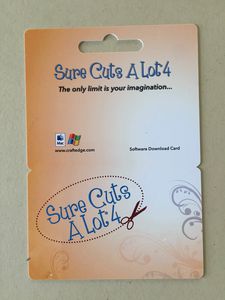 Sure Cuts A Lot 4
The only limit is your imagination...
Mac
www.craftedge.com Software Download Card
Sure Cuts
A Lot 4